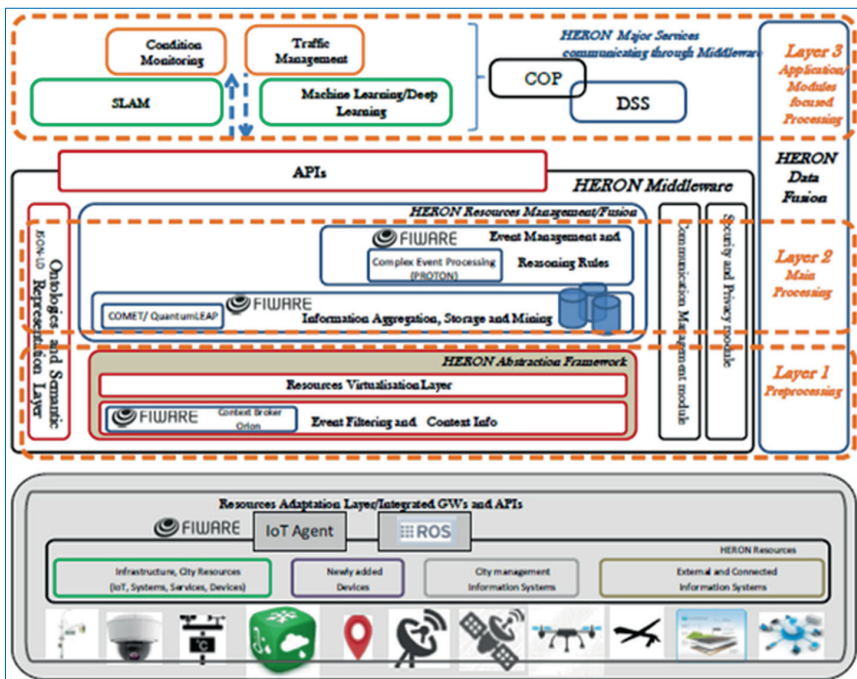 Condition
Monitoring
Traffic
Management
HERON Major Services
communicating through Middleware
Layer 3
Application/
Modules
focused
Processing
SLAM
Machine Learning/Deep
Learning
COP
DSS
APIs
HERON Middleware
HERON
Data
Fusion
HERON Resources Management/Fusion
FIWARE
Event Management and
Reasoning Rules
Complex Event Processing
(PROTON)
Layer 2
Main
Processing
COMET/ QuantumLEAP
FIWARE
Information Aggregation, Storage and Mining
Ontologies and Semantic
Representation Layer
JSON-LD
Communication Management module
Security and Privacy module
HERON Abstraction Framework
Resources Virtualisation Layer
Layer 1
Preprocessing
FIWARE
Context Broker
Orion
Event Filtering and Context Info
Resources Adaptation Layer/Integrated GWs and APIs
FIWARE
IoT Agent
ROS
HERON Resources
Infrastructure, City Resources
(IoT, Systems, Services, Devices)
Newly added
Devices
City management
Information Systems
External and Connected
Information Systems
C